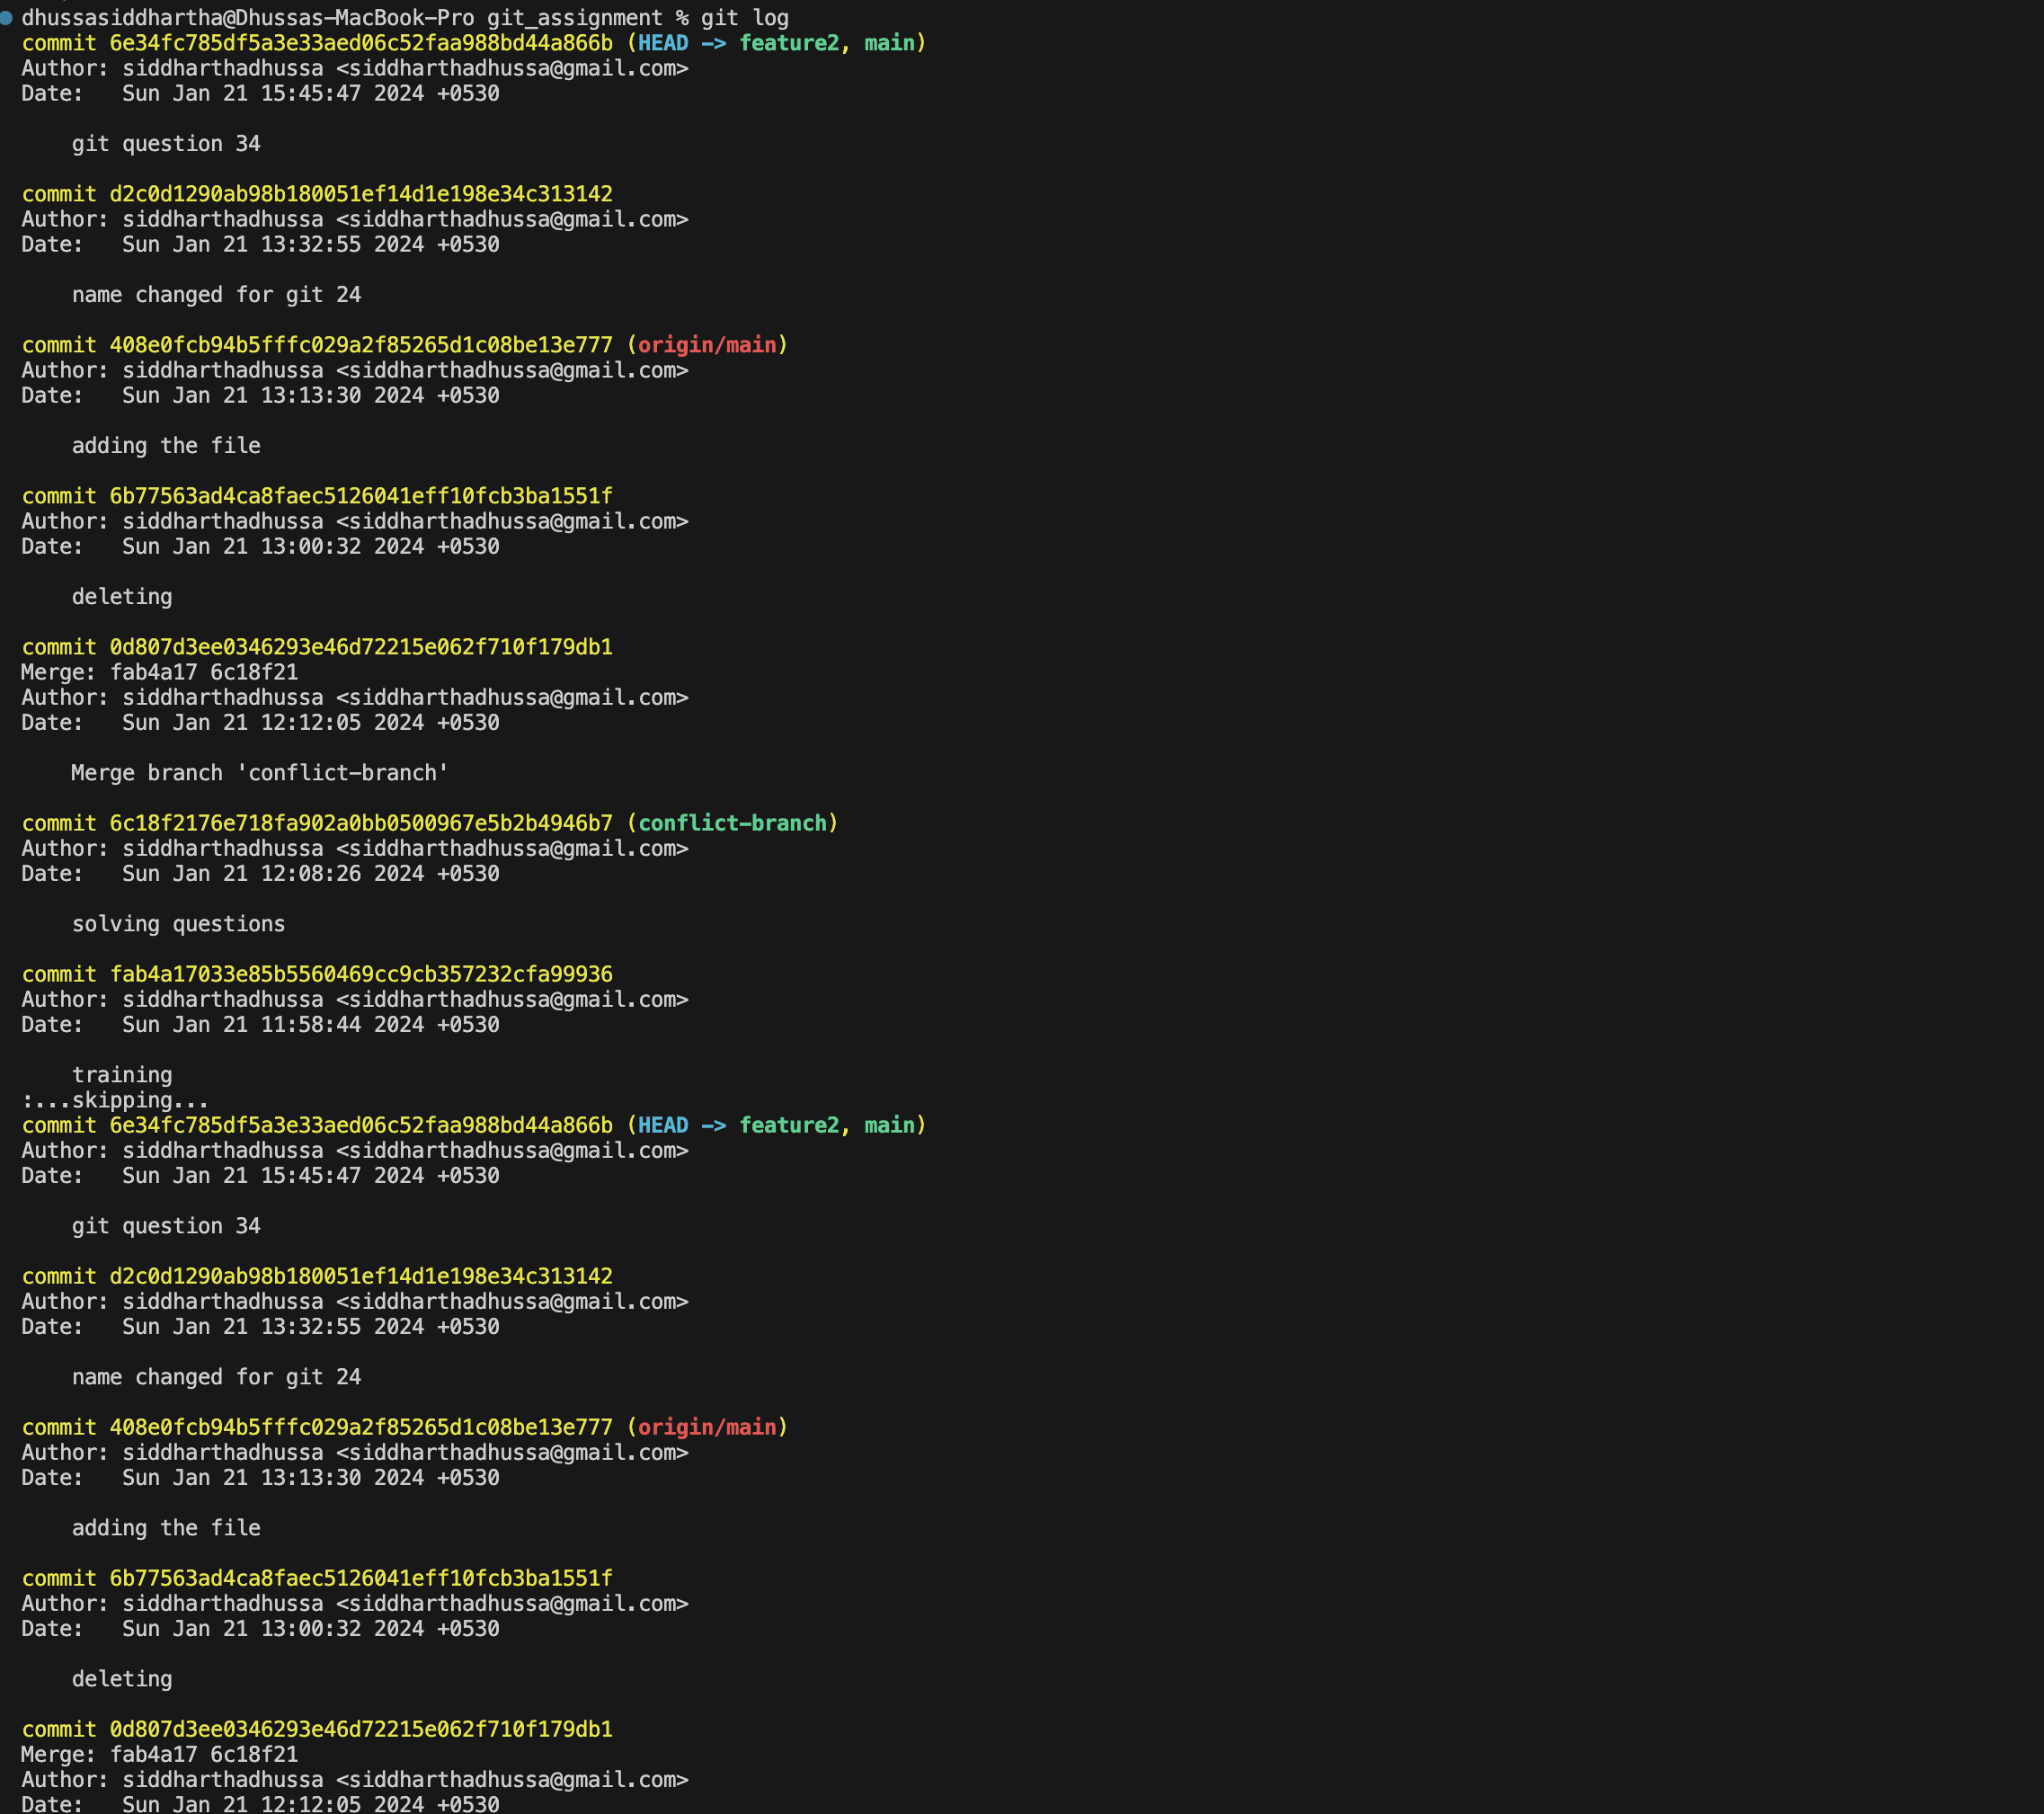 dhussasiddhartha@Dhussas-MacBook-Pro git_assignment % git log
commit 6e34fc785df5a3e33aed06c52faa988bd44a866b (HEAD -> feature2, main)
Author: siddharthadhussa <siddharthadhussa@gmail.com>
Date:   Sun Jan 21 15:45:47 2024 +0530
git question 34
commit d2c0d1290ab98b180051ef14d1e198e34c313142
Author: siddharthadhussa <siddharthadhussa@gmail.com>
Date:   Sun Jan 21 13:32:55 2024 +0530
name changed for git 24
commit 408e0fcb94b5fffc029a2f85265d1c08be13e777 (origin/main)
Author: siddharthadhussa <siddharthadhussa@gmail.com>
Date:   Sun Jan 21 13:13:30 2024 +0530
adding the file
commit 6b77563ad4ca8faec5126041eff10fcb3ba1551f
Author: siddharthadhussa <siddharthadhussa@gmail.com>
Date:   Sun Jan 21 13:00:32 2024 +0530
deleting
commit 0d807d3ee0346293e46d72215e062f710f179db1
Merge: fab4a17 6c18f21
Author: siddharthadhussa <siddharthadhussa@gmail.com>
Date:   Sun Jan 21 12:12:05 2024 +0530
Merge branch 'conflict-branch'
commit 6c18f2176e718fa902a0bb0500967e5b2b4946b7 (conflict-branch)
Author: siddharthadhussa <siddharthadhussa@gmail.com>
Date:   Sun Jan 21 12:08:26 2024 +0530
solving questions
commit fab4a17033e85b5560469cc9cb357232cfa99936
Author: siddharthadhussa <siddharthadhussa@gmail.com>
Date:   Sun Jan 21 11:58:44 2024 +0530
training
:...skipping...
commit 6e34fc785df5a3e33aed06c52faa988bd44a866b (HEAD -> feature2, main)
Author: siddharthadhussa <siddharthadhussa@gmail.com>
Date:   Sun Jan 21 15:45:47 2024 +0530
git question 34
commit d2c0d1290ab98b180051ef14d1e198e34c313142
Author: siddharthadhussa <siddharthadhussa@gmail.com>
Date:   Sun Jan 21 13:32:55 2024 +0530
name changed for git 24
commit 408e0fcb94b5fffc029a2f85265d1c08be13e777 (origin/main)
Author: siddharthadhussa <siddharthadhussa@gmail.com>
Date:   Sun Jan 21 13:13:30 2024 +0530
adding the file
commit 6b77563ad4ca8faec5126041eff10fcb3ba1551f
Author: siddharthadhussa <siddharthadhussa@gmail.com>
Date:   Sun Jan 21 13:00:32 2024 +0530
deleting
commit 0d807d3ee0346293e46d72215e062f710f179db1
Merge: fab4a17 6c18f21
Author: siddharthadhussa <siddharthadhussa@gmail.com>
Date:   Sun Jan 21 12:12:05 2024 +0530